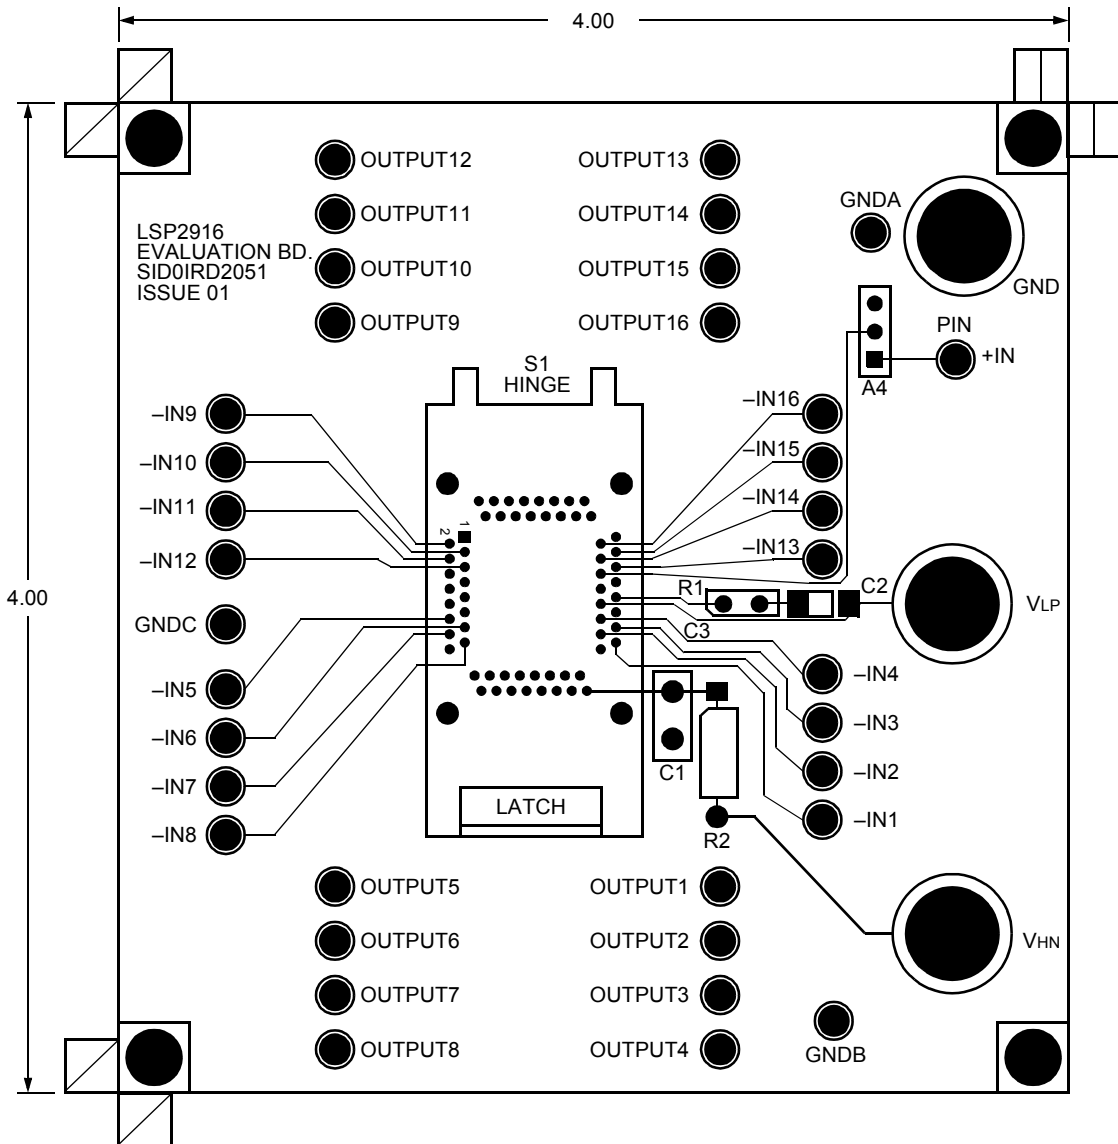 4.00
OUTPUT12
OUTPUT13
OUTPUT11
OUTPUT14
OUTPUT10
OUTPUT15
OUTPUT9
OUTPUT16
LSP2916
EVALUATION BD.
SID0IRD2051
ISSUE 01
GNDA
GND
PIN
+IN
A4
S1
HINGE
–IN9
–IN10
–IN11
–IN12
GNDC
–IN5
–IN6
–IN7
–IN8
2
1
–IN16
–IN15
–IN14
–IN13
R1
C2
C3
VLP
4.00
–IN4
–IN3
–IN2
–IN1
C1
R2
LATCH
OUTPUT5
OUTPUT1
OUTPUT6
OUTPUT2
OUTPUT7
OUTPUT3
OUTPUT8
OUTPUT4
VHN
GNDB